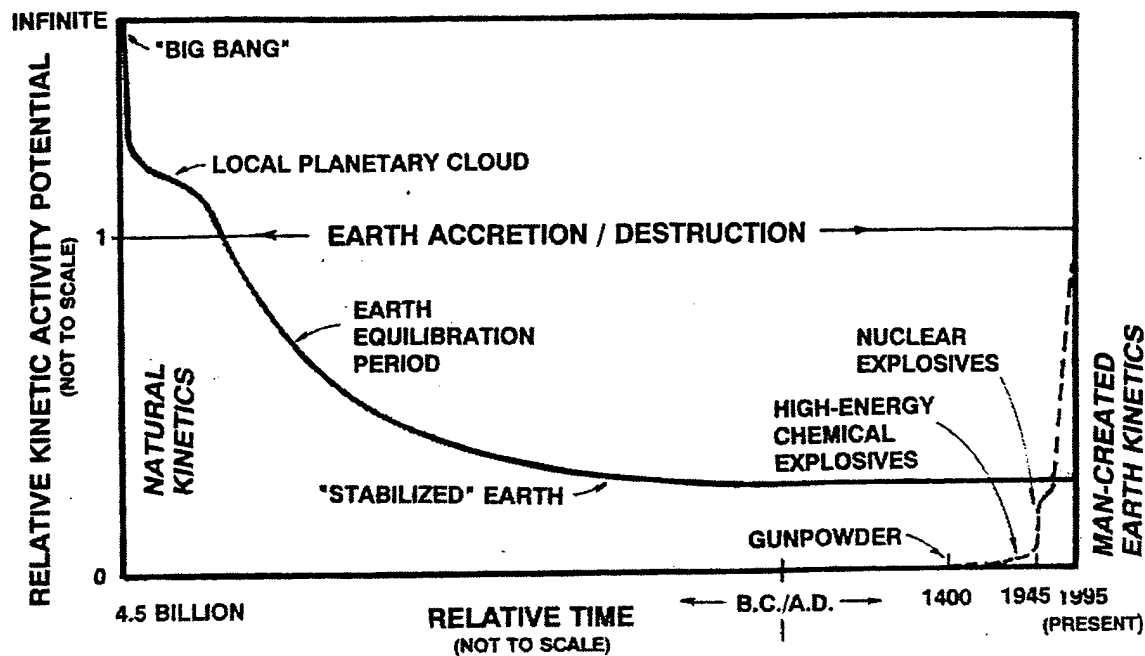 INFINITE
"BIG BANG"
LOCAL PLANETARY CLOUD
1
EARTH ACCRETION / DESTRUCTION
EARTH
EQUILIBRATION
PERIOD
NUCLEAR
EXPLOSIVES
HIGH-ENERGY
CHEMICAL
EXPLOSIVES
"STABILIZED" EARTH
GUNPOWDER
0
RELATIVE KINETIC ACTIVITY POTENTIAL
(NOT TO SCALE)
NATURAL
KINETICS
MAN-CREATED
EARTH KINETICS
4.5 BILLION
RELATIVE TIME
(NOT TO SCALE)
B.C./A.D.
1400
1945
1995
(PRESENT)